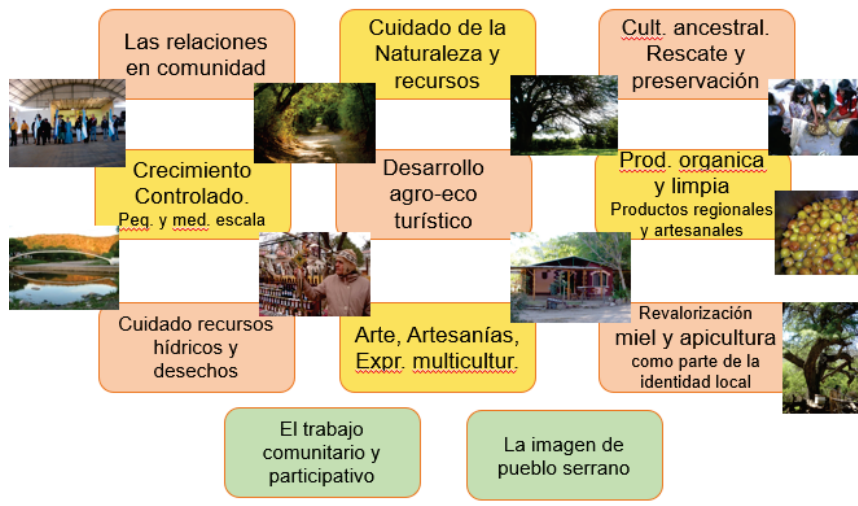 Las relaciones
en comunidad
Cuidado de la
Naturaleza y
recursos
Cult. ancestral.
Rescate y
preservación
Crecimiento
Controlado.
Peq. y med. escala
Desarrollo
agro-eco
turístico
Prod. organica
y limpia
Productos regionales
y artesanales
Cuidado recursos
hídricos y
desechos
Arte, Artesanías,
Expr. multicultur.
Revalorización
miel y apicultura
como parte de la
identidad local
El trabajo
comunitario y
participativo
La imagen de
pueblo serrano